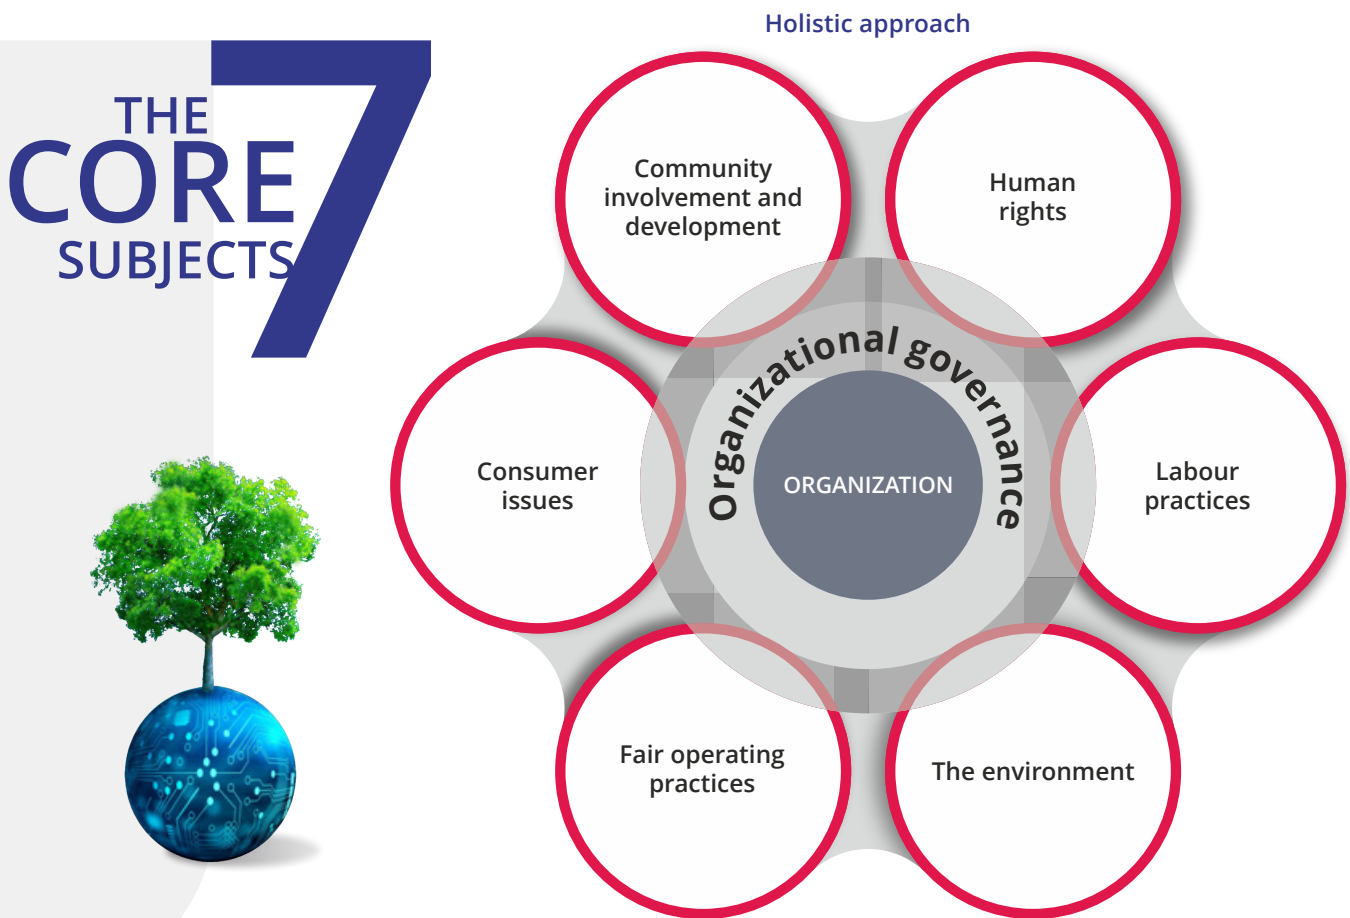 Holistic approach
THE
CORE
SUBJECTS
7
Community
involvement and
development
Human
rights
Organizational governance
Consumer
issues
ORGANIZATION
Labour
practices
Fair operating
practices
The environment